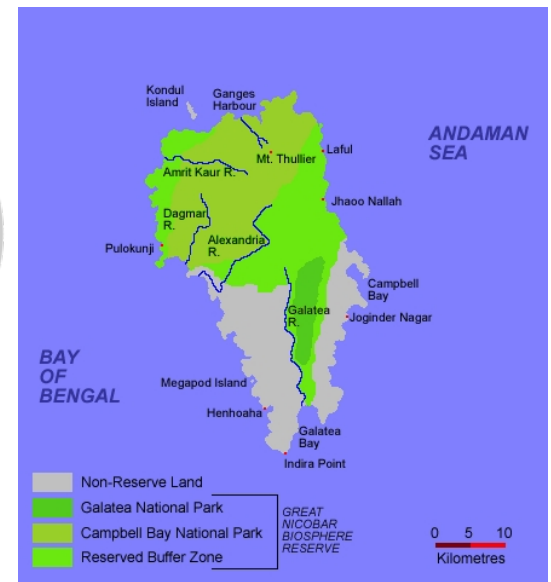 Kondul
Island
Ganges
Harbour
ANDAMAN
SEA
Laful
Mt. Thullier
Amrit Kaur R.
Jhaoo Nallah
Dagmar
R.
Alexandria
R.
Pulokunji
Campbell
Bay
Galatea
R.
Joginder Nagar
BAY
OF
BENGAL
Megapod Island
Henhoaha
Galatea
Bay
Indira Point
Non-Reserve Land
Galatea National Park
Campbell Bay National Park
Reserved Buffer Zone
GREAT
NICOBAR
BIOSPHERE
RESERVE
0 5 10
Kilometres